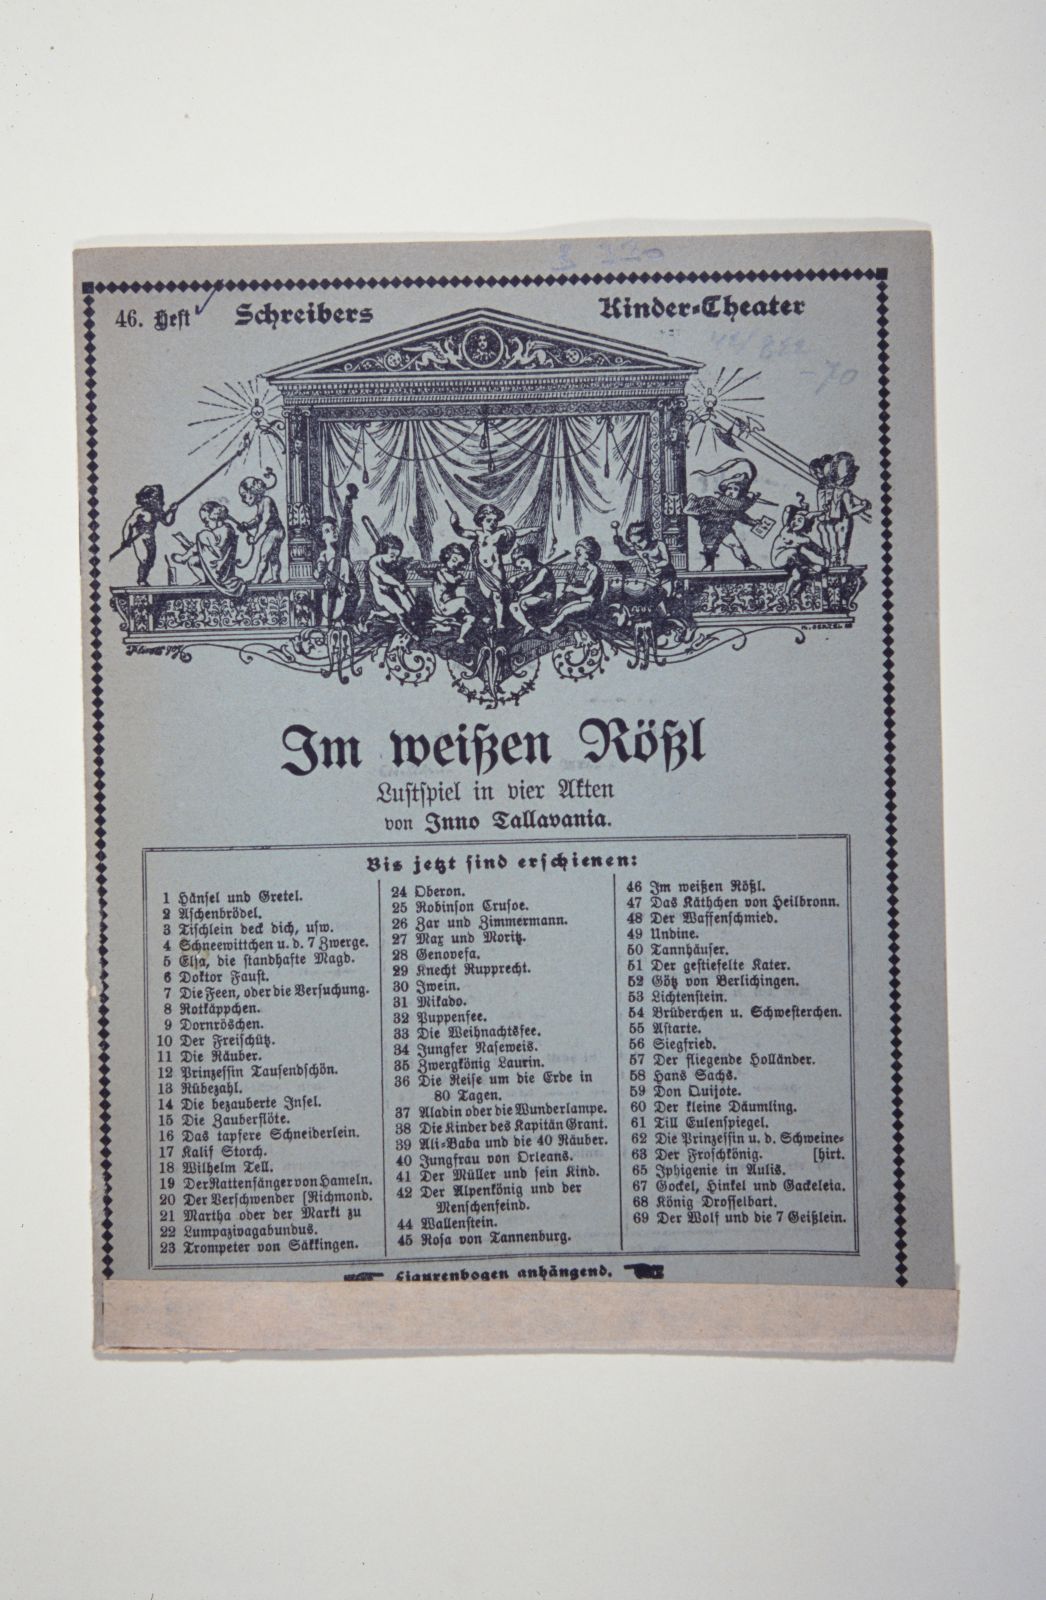 46. Heft Schreibers Kinder-Theater
Im weißen Rößl
Lustspiel in vier Akten
von Inno Tallavania.
Bis jetzt sind erschienen:
1 Hänsel und Gretel.
2 Aschenbrödel.
3 Tischlein deck dich, usw.
4 Schneewittchen u. d. 7 Zwerge.
5 Elsa, die standhafte Magd.
6 Doktor Faust.
7 Die Feen, oder die Versuchung.
8 Rotkäppchen.
9 Dornröschen.
10 Der Freischütz.
11 Die Räuber.
12 Prinzessin Tausendschön.
13 Rübezahl.
14 Die bezauberte Insel.
15 Die Zauberflöte.
16 Das tapfere Schneiderlein.
17 Kalif Storch.
18 Wilhelm Tell.
19 Der Rattenfänger von Hameln.
20 Der Verschwender [Richmond.
21 Martha oder der Markt zu
22 Lumpazivagabundus.
23 Trompeter von Säkkingen.
24 Oberon.
25 Robinson Crusoe.
26 Zar und Zimmermann.
27 Max und Moritz.
28 Genovefa.
29 Knecht Rupprecht.
30 Iwein.
31 Mikado.
32 Puppenfee.
33 Die Weihnachtsfee.
34 Jungfer Naseweis.
35 Zwergkönig Laurin.
36 Die Reise um die Erde in
80 Tagen.
37 Aladin oder die Wunderlampe.
38 Die Kinder des Kapitän Grant.
39 Ali-Baba und die 40 Räuber.
40 Jungfrau von Orleans.
41 Der Müller und sein Kind.
42 Der Alpenkönig und der
Menschenfeind.
44 Wallenstein.
45 Rosa von Tannenburg.
46 Im weißen Rößl.
47 Das Käthchen von Heilbronn.
48 Der Waffenschmied.
49 Undine.
50 Tannhäuser.
51 Der gestiefelte Kater.
52 Götz von Berlichingen.
53 Lichtenstein.
54 Brüderchen u. Schwesterchen.
55 Astarte.
56 Siegfried.
57 Der fliegende Holländer.
58 Hans Sachs.
59 Don Quijote.
60 Der kleine Däumling.
61 Till Eulenspiegel.
62 Die Prinzessin u. d. Schweine-
63 Der Froschkönig. [hirt.
65 Iphigenie in Aulis.
67 Gockel, Hinkel und Gackeleia.
68 König Drosselbart.
69 Der Wolf und die 7 Geißlein.
Figurenbogen anhängend.